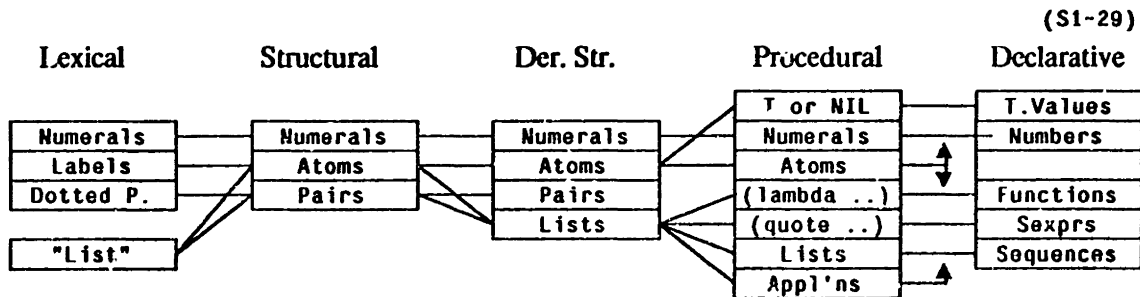 (S1-29)
Lexical Structural Der. Str. Procedural Declarative
T or NIL T.Values
Numerals Numerals Numerals Numerals Numbers
Labels Atoms Atoms Atoms
Dotted P. Pairs Pairs (lambda ..) Functions
Lists (quote ..) Sexprs
"List" Lists Sequences
Appl'ns